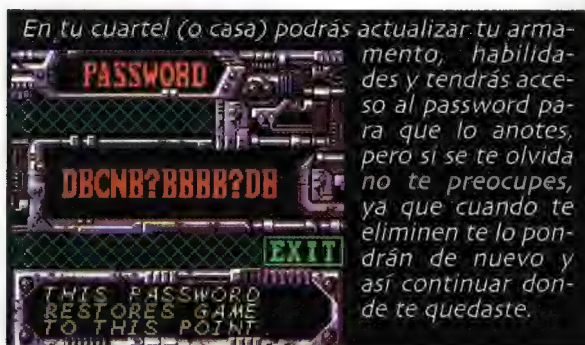 En tu cuartel (o casa) podrás actualizar tu arma-
mento, habilida-
des y tendrás acce-
so al password pa-
ra que lo anotes,
pero si se te olvida
no te preocupes,
ya que cuando te
eliminen te lo pon-
drán de nuevo y
así continuar don-
de te quedaste.
PASSWORD
DBCNB?BBBB?DB
EXIT
THIS PASSWORD
RESTORES GAME
TO THIS POINT